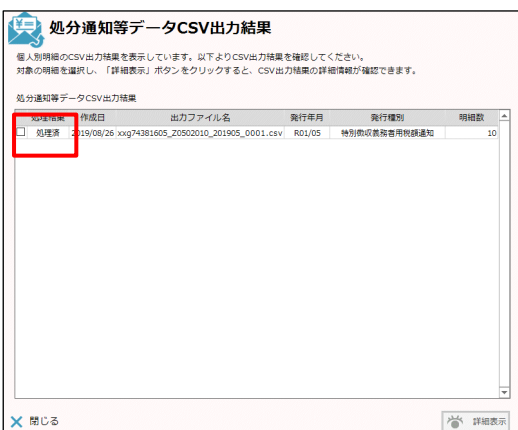 処分通知等データCSV出力結果
個人別明細のCSV出力結果を表示しています。以下よりCSV出力結果を確認してください。
対象の明細を選択し、「詳細表示」ボタンをクリックすると、CSV出力結果の詳細情報が確認できます。
処分通知等データCSV出力結果
処理結果 作成日 出力ファイル名 発行年月 発行種別 明細数
処理済 2019/08/26 xxg74381605_Z0502010_201905_0001.csv R01/05 特別徴収義務者用税額通知 10
閉じる 詳細表示